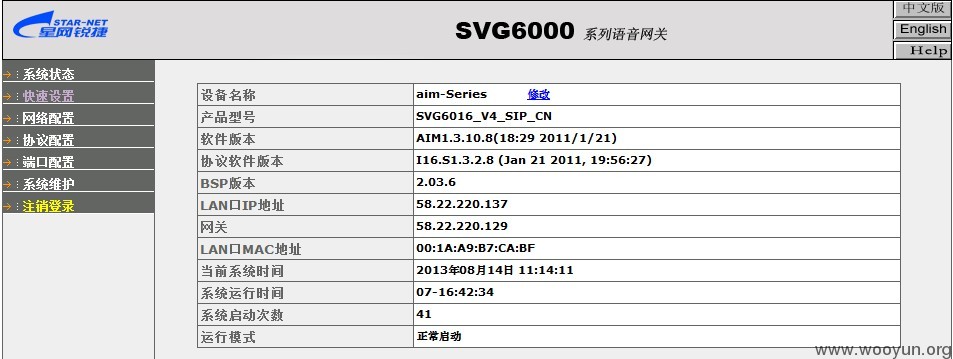 中文版
STAR-NET
星网锐捷
SVG6000 系列语音网关
English
Help
系统状态
快速设置
网络配置
协议配置
端口配置
系统维护
注销登录
设备名称 aim-Series 修改
产品型号 SVG6016_V4_SIP_CN
软件版本 AIM1.3.10.8(18:29 2011/1/21)
协议软件版本 I16.S1.3.2.8 (Jan 21 2011, 19:56:27)
BSP版本 2.03.6
LAN口IP地址 58.22.220.137
网关 58.22.220.129
LAN口MAC地址 00:1A:A9:B7:CA:BF
当前系统时间 2013年08月14日 11:14:11
系统运行时间 07-16:42:34
系统启动次数 41
运行模式 正常启动
www.wooyun.org